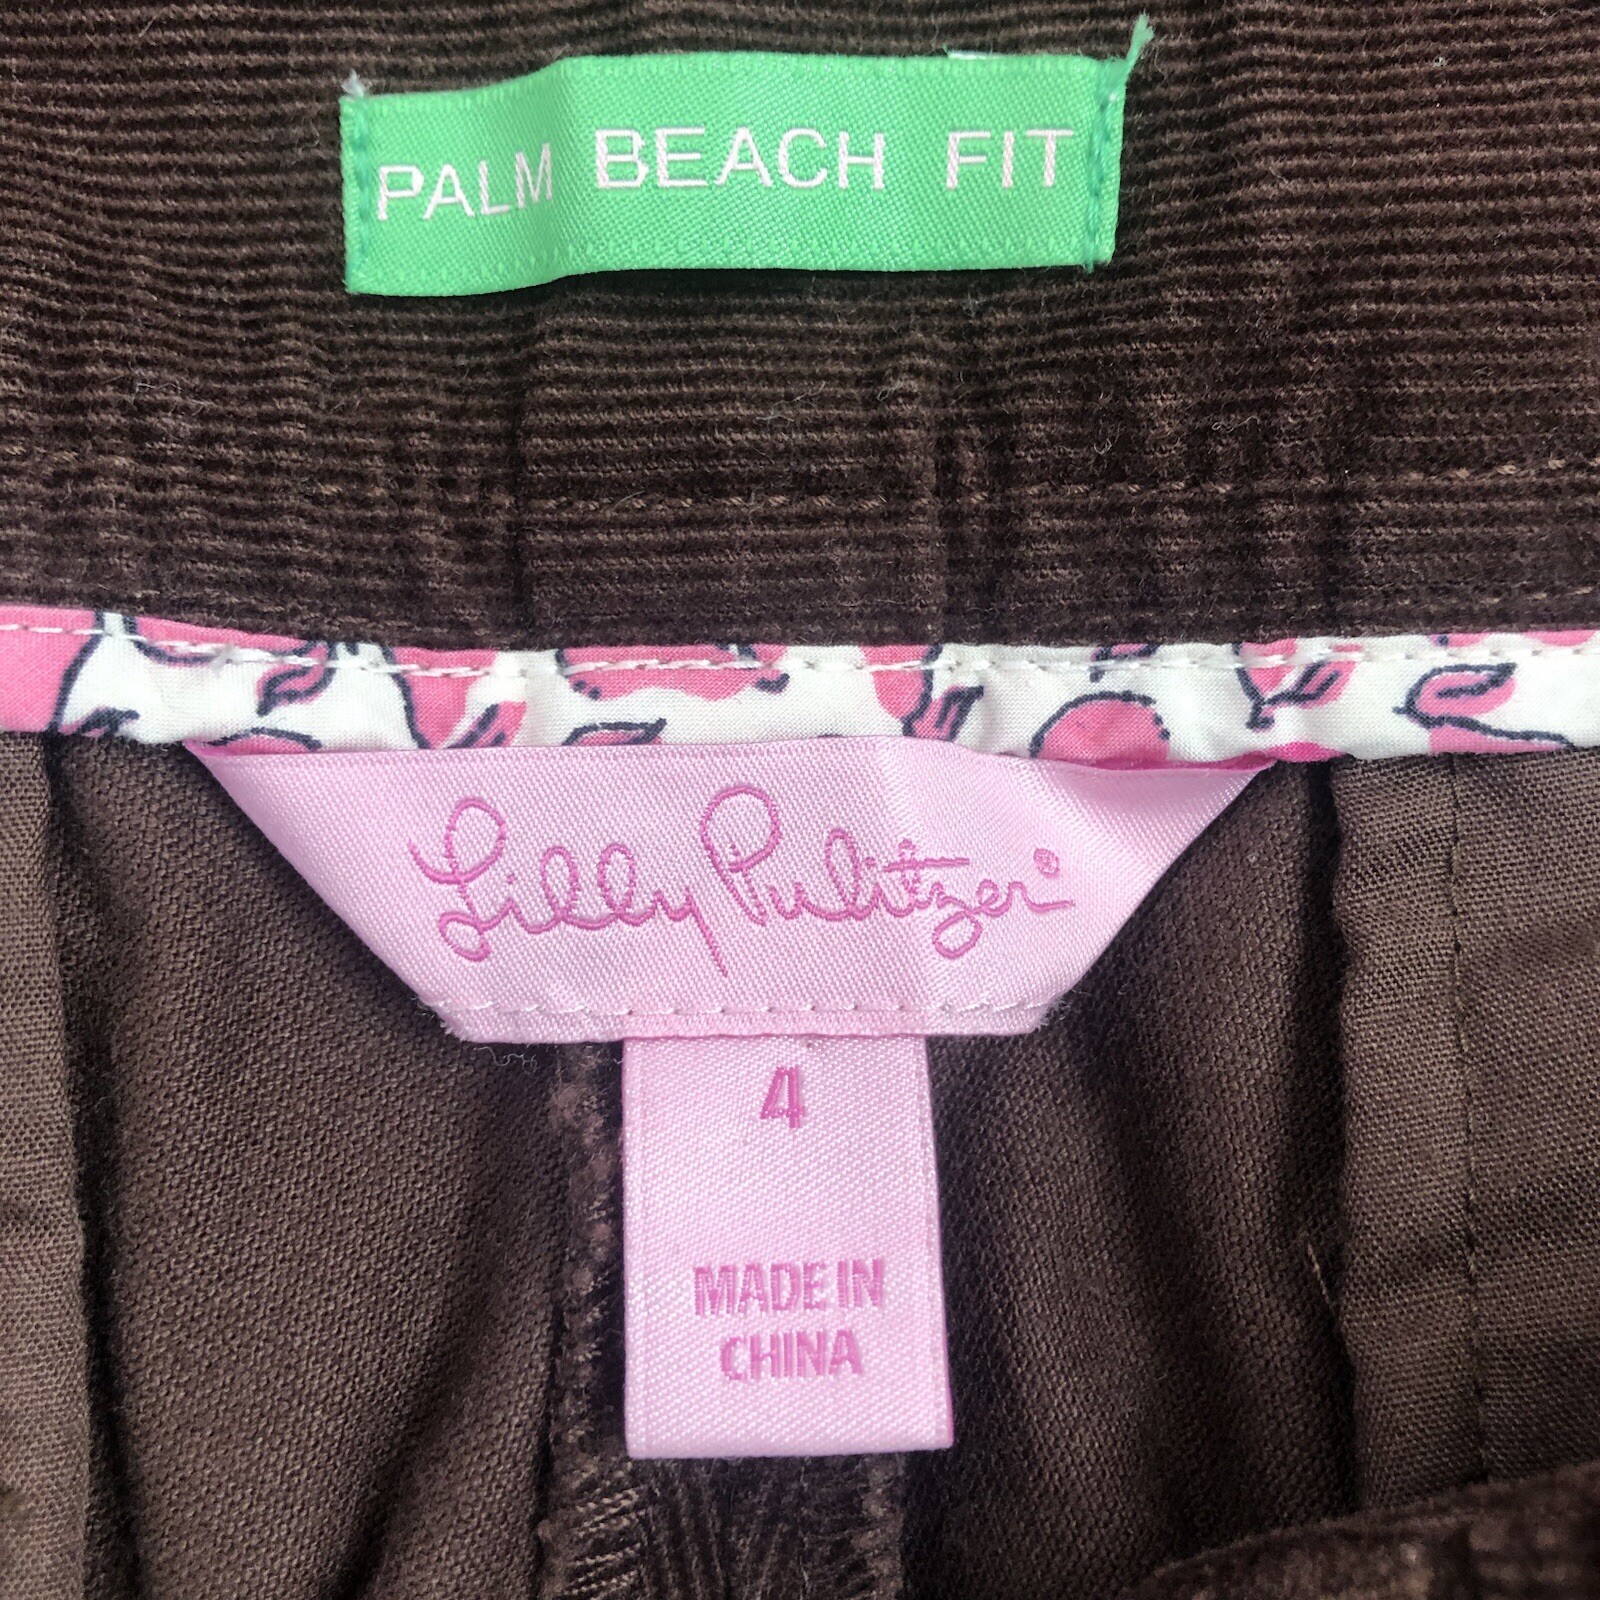 PALM BEACH FIT
Lilly Pulitzer®
4
MADE IN
CHINA